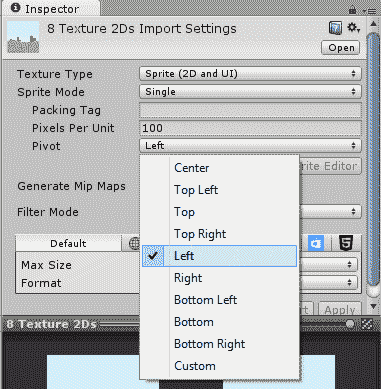 Inspector
8 Texture 2Ds Import Settings
Open
Texture Type Sprite (2D and UI)
Sprite Mode Single
Packing Tag
Pixels Per Unit 100
Pivot Left
Center
Editor
Top Left
Generate Mip Maps
Top
Filter Mode
Top Right
Default
Left
Max Size
Right
Format
Bottom Left
Apply
Bottom
8 Texture 2Ds
Bottom Right
Custom